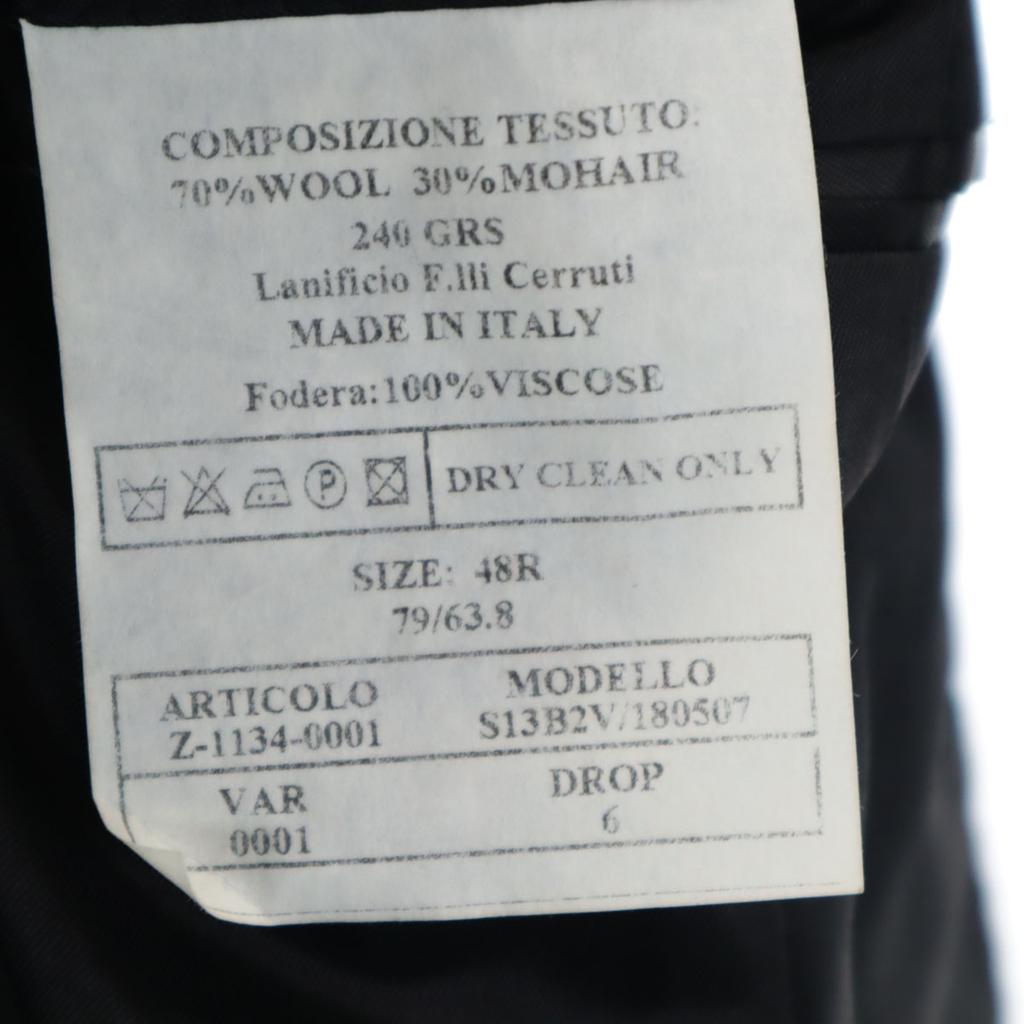 COMPOSIZIONE TESSUTO:
70%WOOL 30%MOHAIR
240 GRS
Lanificio F.lli Cerruti
MADE IN ITALY
Fodera:100%VISCOSE
P DRY CLEAN ONLY
SIZE: 48R
79/63.8
ARTICOLO MODELLO
Z-1134-0001 S13B2V/180507
VAR DROP
0001 6